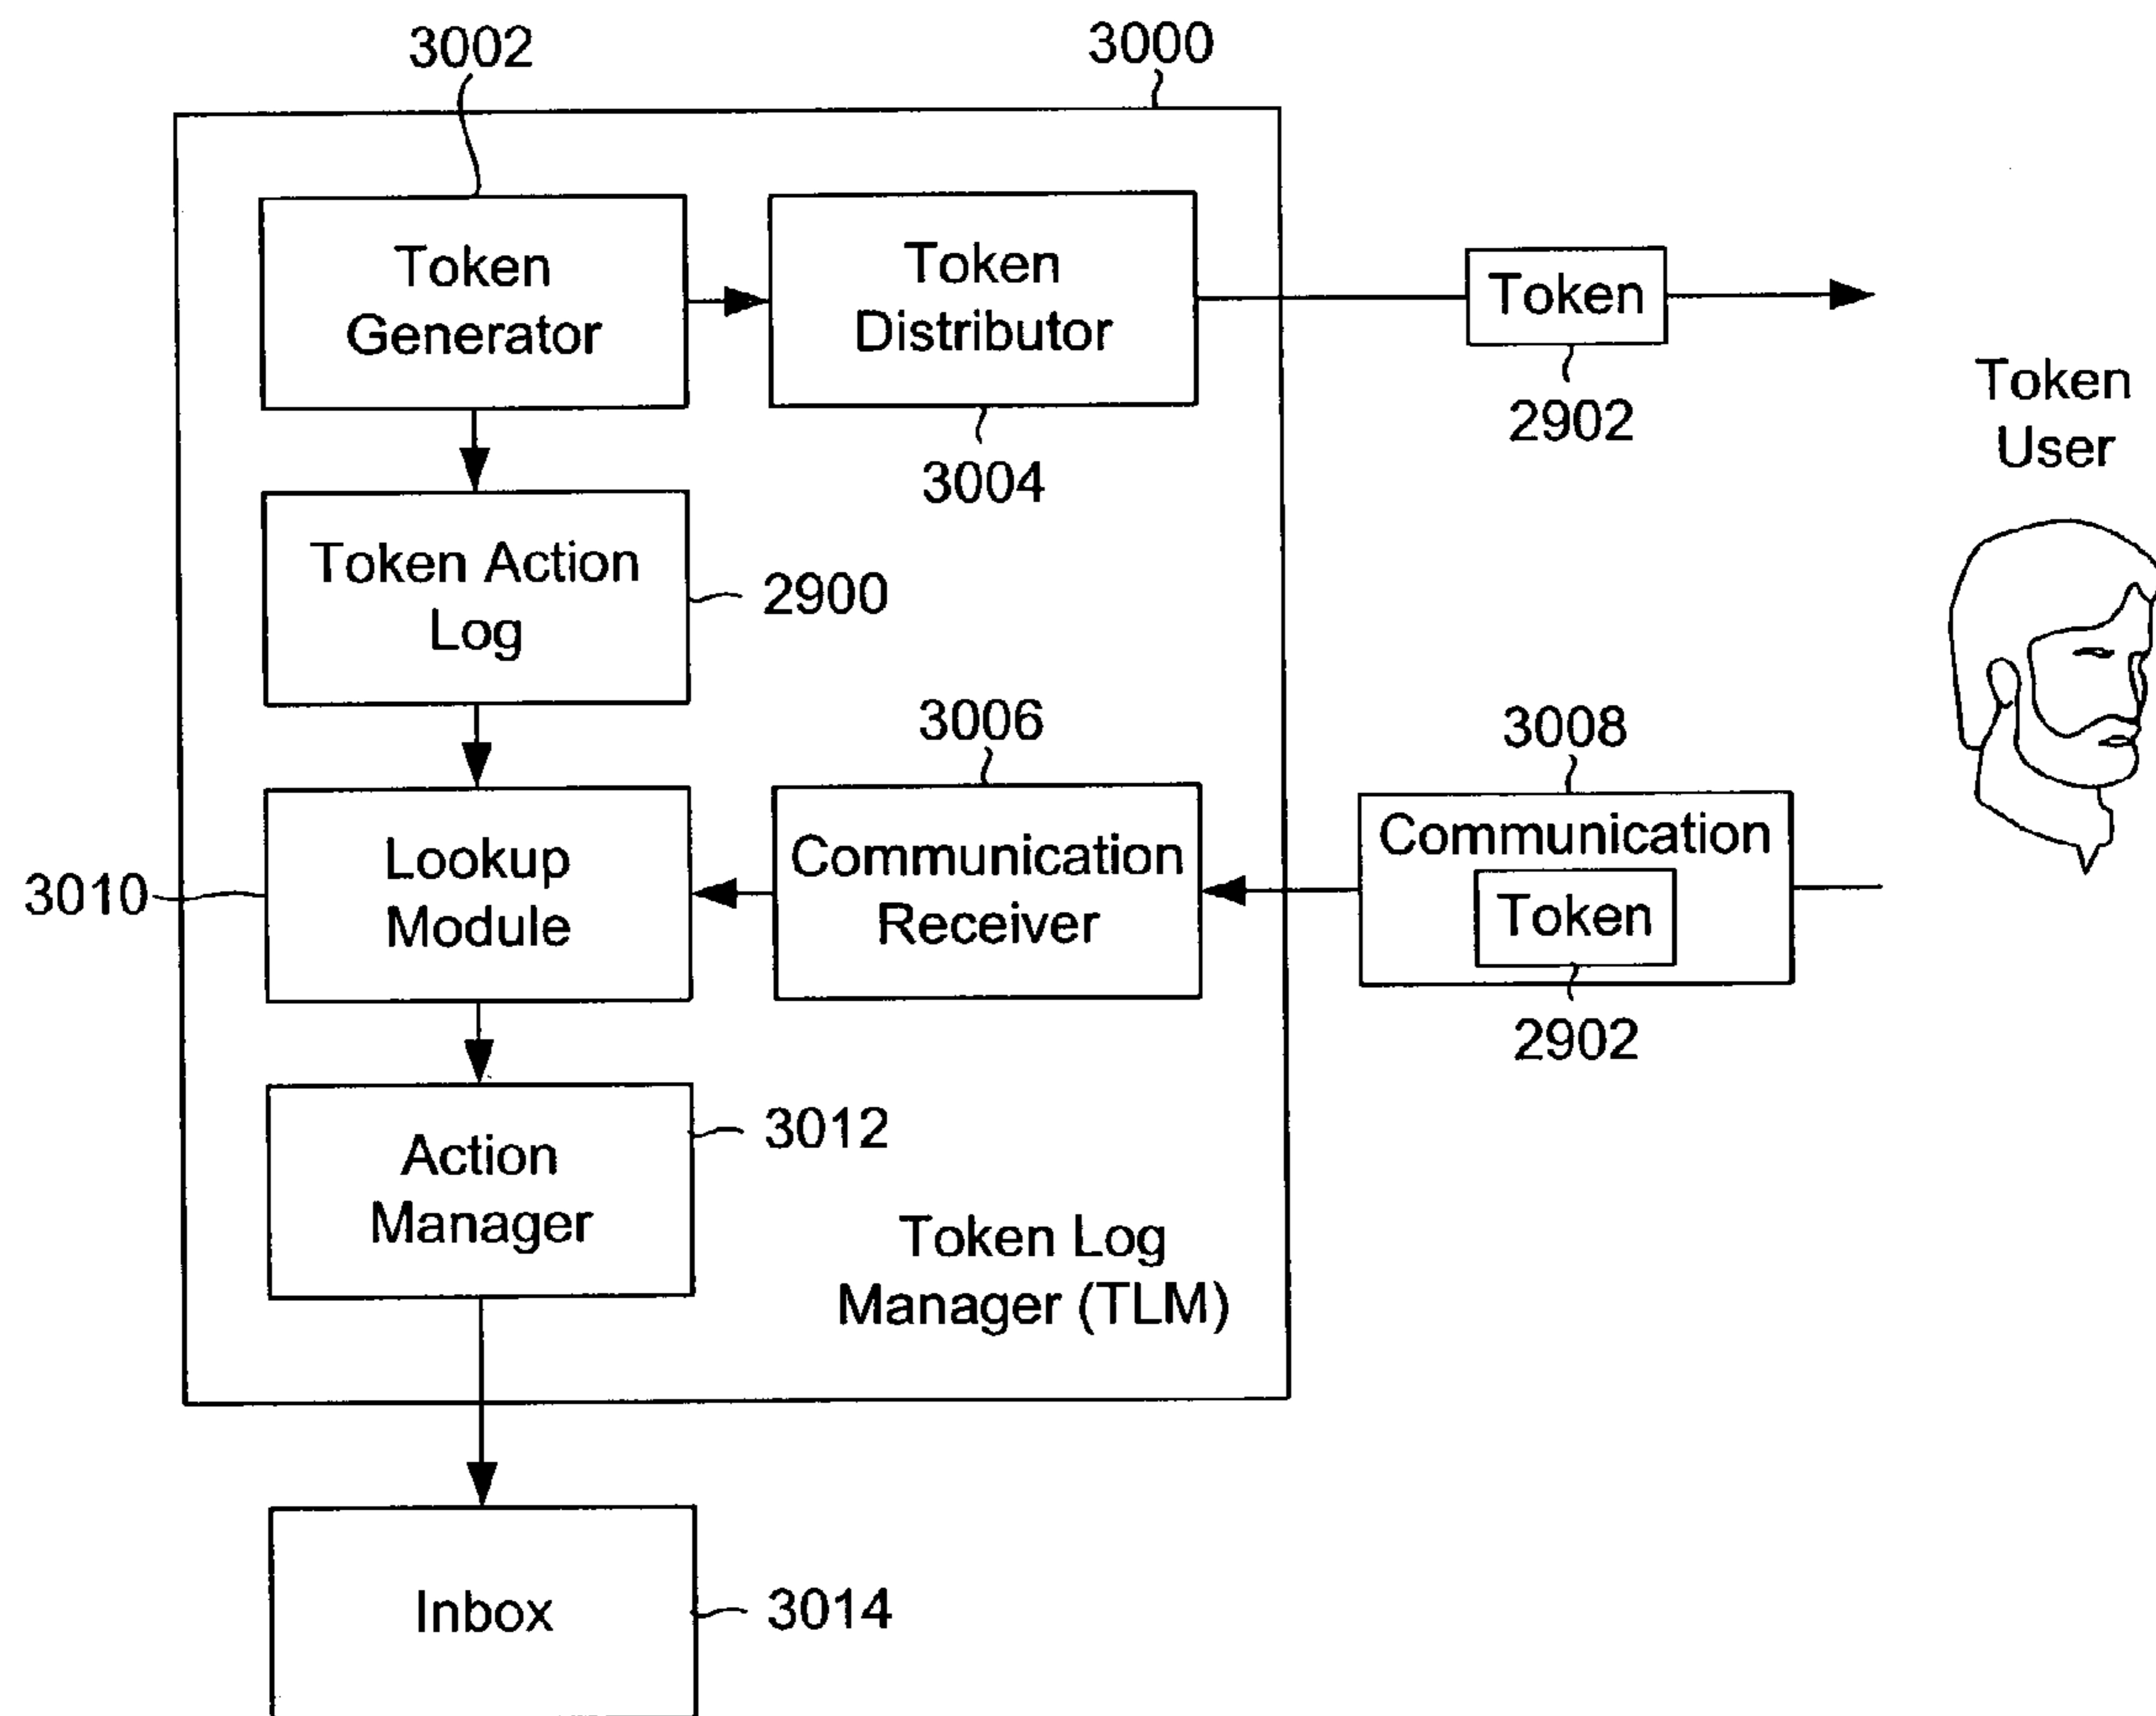 3002
3000
Token
Generator
Token
Distributor
Token
2902
3004
Token
User
Token Action
Log
2900
3006
3008
Lookup
Module
3010
Communication
Receiver
Communication
Token
2902
Action
Manager
3012
Token Log
Manager (TLM)
Inbox
3014